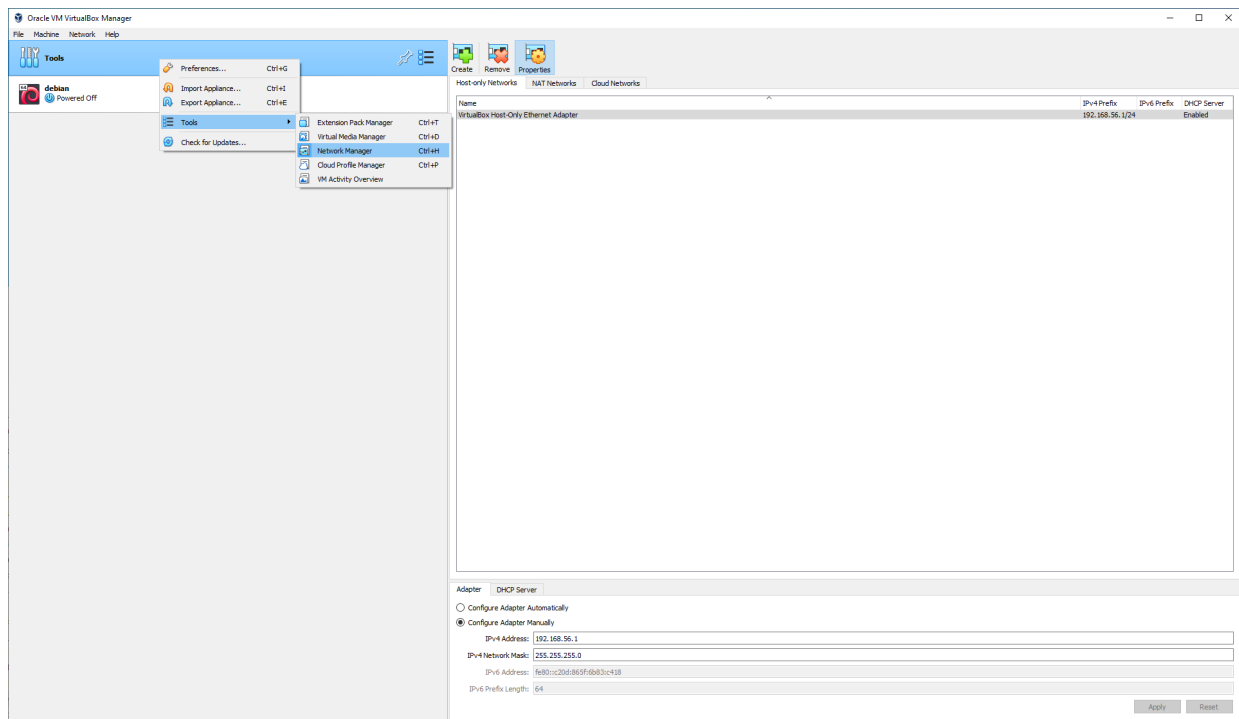 Oracle VM VirtualBox Manager
File Machine Network Help
Tools
debian
Powered Off
Preferences... Ctrl+G
Import Appliance... Ctrl+I
Export Appliance... Ctrl+E
Tools
Check for Updates...
Extension Pack Manager Ctrl+T
Virtual Media Manager Ctrl+D
Network Manager Ctrl+H
Cloud Profile Manager Ctrl+P
VM Activity Overview
Create Remove Properties
Host-only Networks NAT Networks Cloud Networks
Name IPv4 Prefix IPv6 Prefix DHCP Server
VirtualBox Host-Only Ethernet Adapter 192.168.56.1/24 Enabled
Adapter DHCP Server
Configure Adapter Automatically
Configure Adapter Manually
IPv4 Address: 192.168.56.1
IPv4 Network Mask: 255.255.255.0
IPv6 Address: fe80::c20d:865f:6b83:c418
IPv6 Prefix Length: 64
Apply Reset